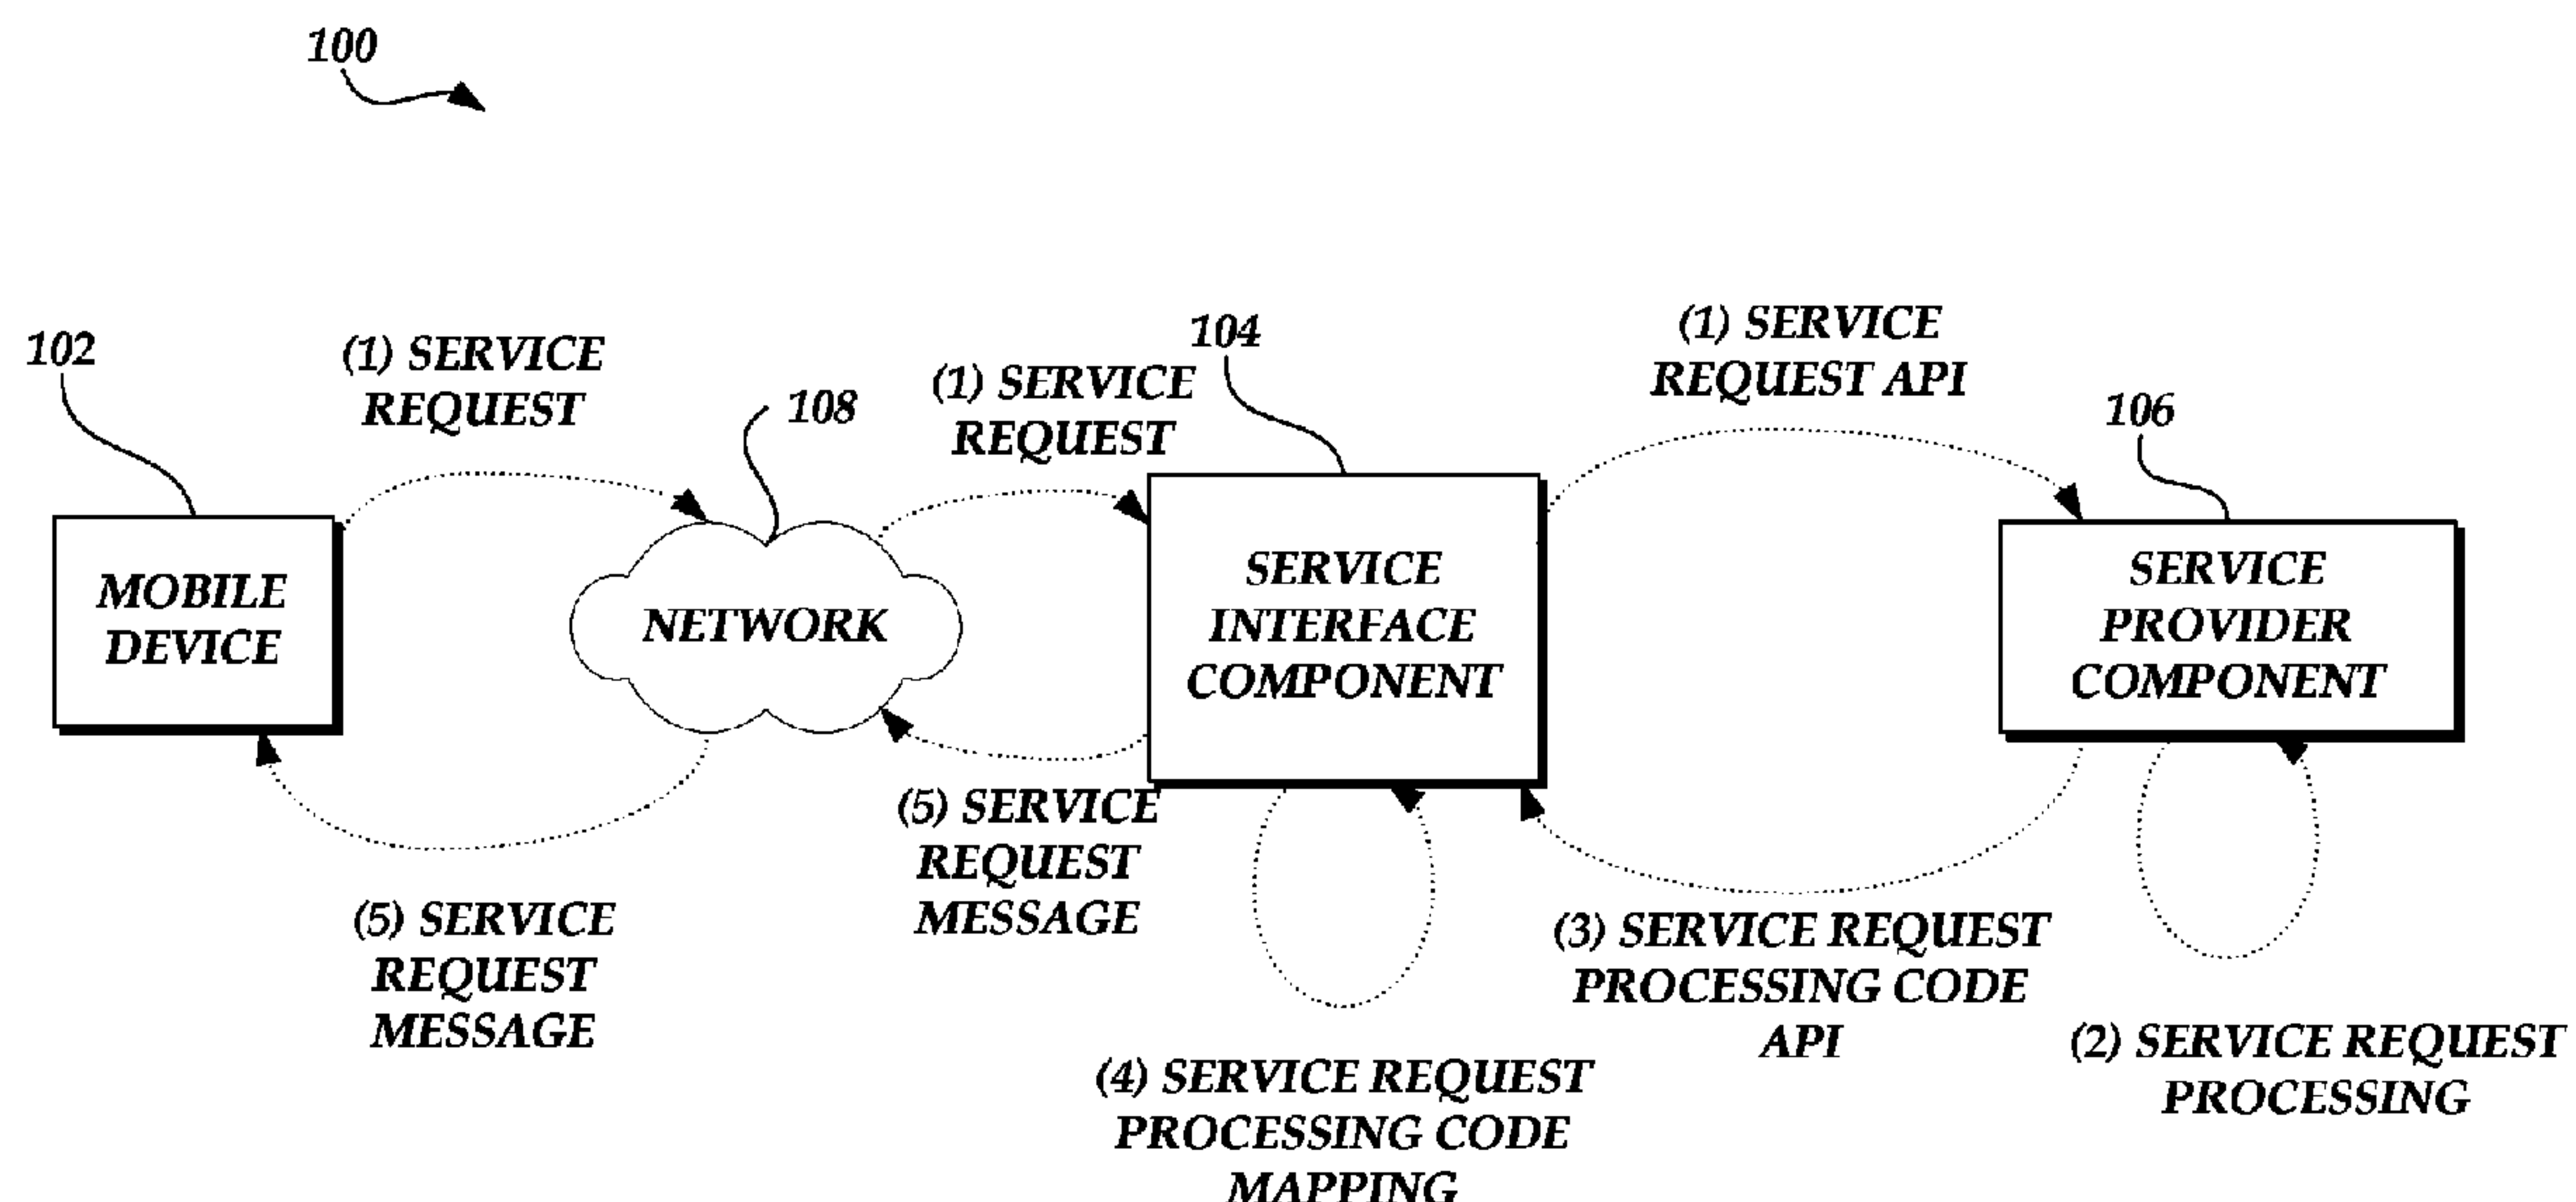 100
102
(1) SERVICE
REQUEST
108
(1) SERVICE
REQUEST
104
(1) SERVICE
REQUEST API
106
MOBILE
DEVICE
NETWORK
SERVICE
INTERFACE
COMPONENT
SERVICE
PROVIDER
COMPONENT
(5) SERVICE
REQUEST
MESSAGE
(5) SERVICE
REQUEST
MESSAGE
(4) SERVICE REQUEST
PROCESSING CODE
MAPPING
(3) SERVICE REQUEST
PROCESSING CODE
API
(2) SERVICE REQUEST
PROCESSING